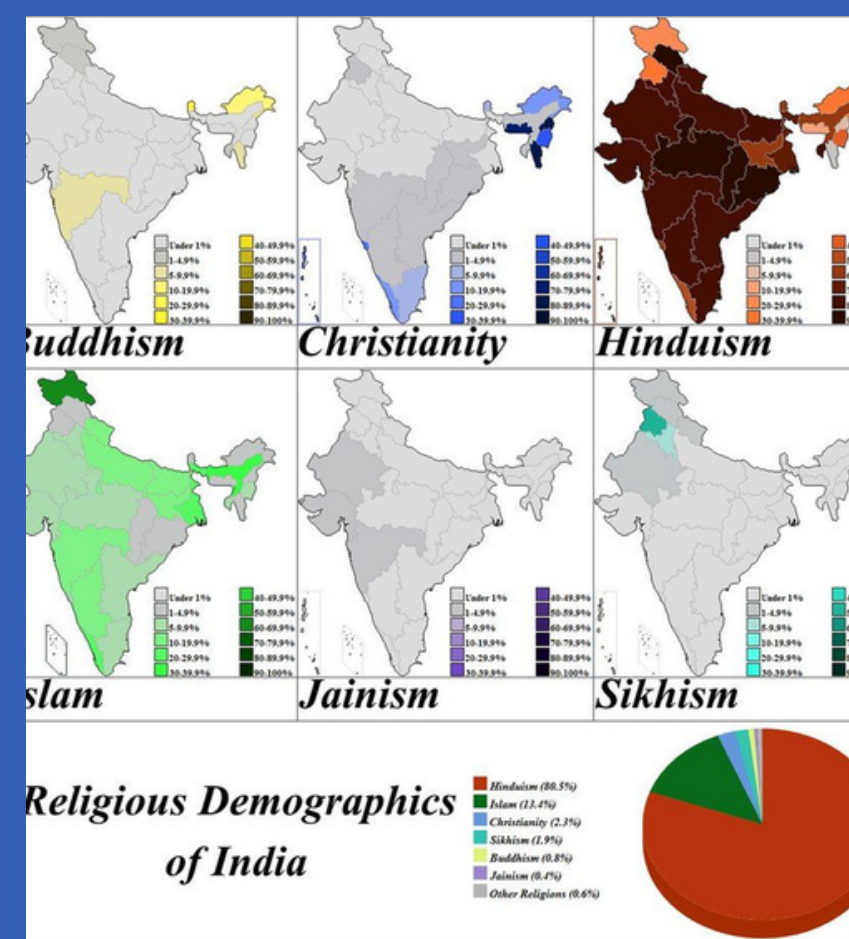 Under 1%
1-4.9%
5-9.9%
10-19.9%
20-29.9%
30-39.9%
40-49.9%
50-59.9%
60-69.9%
70-79.9%
80-89.9%
90-100%
uddhism
Under 1%
1-4.9%
5-9.9%
10-19.9%
20-29.9%
30-39.9%
40-49.9%
50-59.9%
60-69.9%
70-79.9%
80-89.9%
90-100%
Christianity
Under 1%
1-4.9%
5-9.9%
10-19.9%
20-29.9%
30-39.9%
Hinduism
Under 1%
1-4.9%
5-9.9%
10-19.9%
20-29.9%
30-39.9%
40-49.9%
50-59.9%
60-69.9%
70-79.9%
80-89.9%
90-100%
slam
Under 1%
1-4.9%
5-9.9%
10-19.9%
20-29.9%
30-39.9%
40-49.9%
50-59.9%
60-69.9%
70-79.9%
80-89.9%
90-100%
Jainism
Under 1%
1-4.9%
5-9.9%
10-19.9%
20-29.9%
30-39.9%
Sikhism
Religious Demographics
of India
Hinduism (80.5%)
Islam (13.4%)
Christianity (2.3%)
Sikhism (1.9%)
Buddhism (0.8%)
Jainism (0.4%)
Other Religions (0.6%)